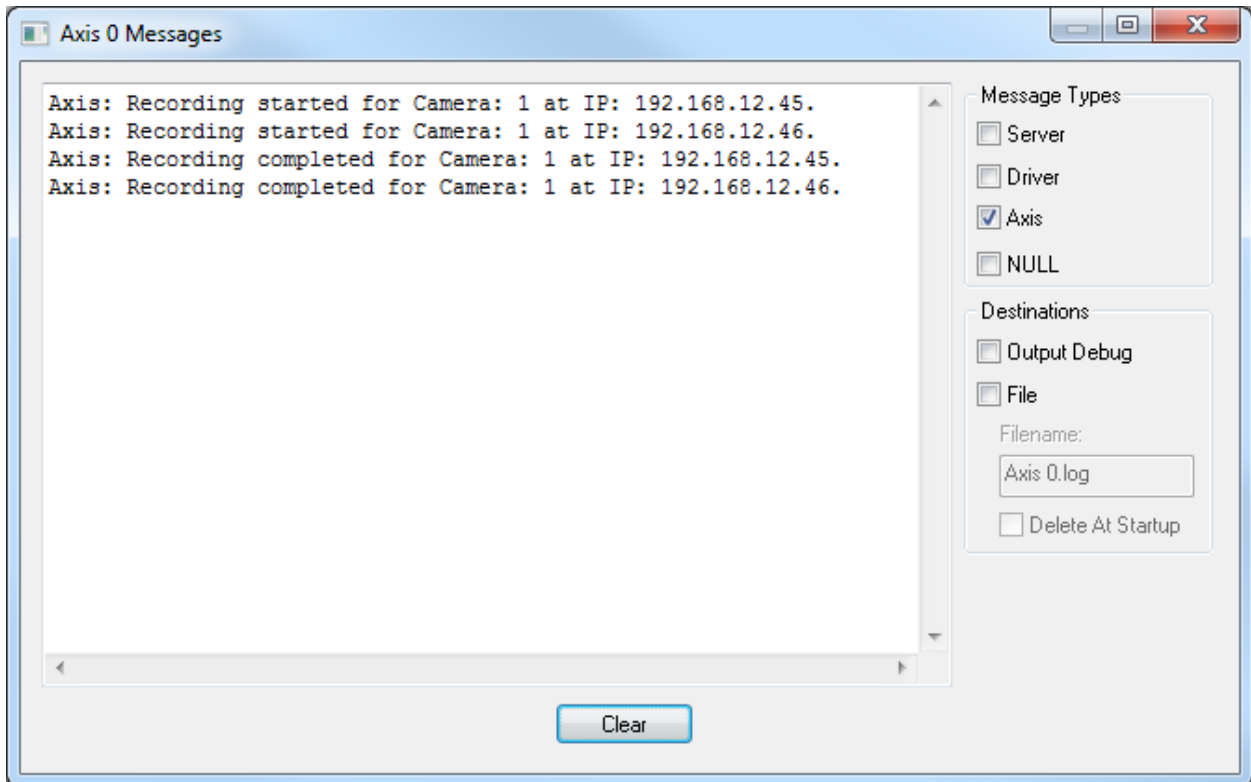 Axis 0 Messages
Axis: Recording started for Camera: 1 at IP: 192.168.12.45.
Axis: Recording started for Camera: 1 at IP: 192.168.12.46.
Axis: Recording completed for Camera: 1 at IP: 192.168.12.45.
Axis: Recording completed for Camera: 1 at IP: 192.168.12.46.
Message Types
Server
Driver
Axis
NULL
Destinations
Output Debug
File
Filename:
Axis 0.log
Delete At Startup
Clear